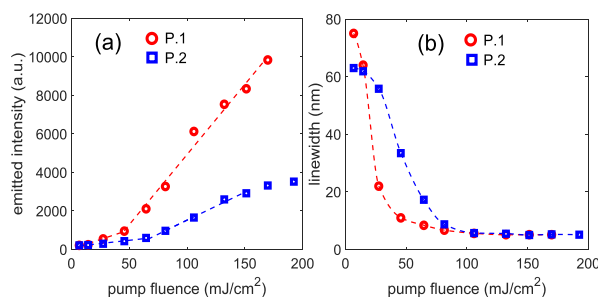 (a)
P.1
P.2
emitted intensity (a.u.)
12000
10000
8000
6000
4000
2000
0
0 50 100 150 200
pump fluence (mJ/cm²)
(b)
P.1
P.2
linewidth (nm)
80
60
40
20
0
0 50 100 150 200
pump fluence (mJ/cm²)